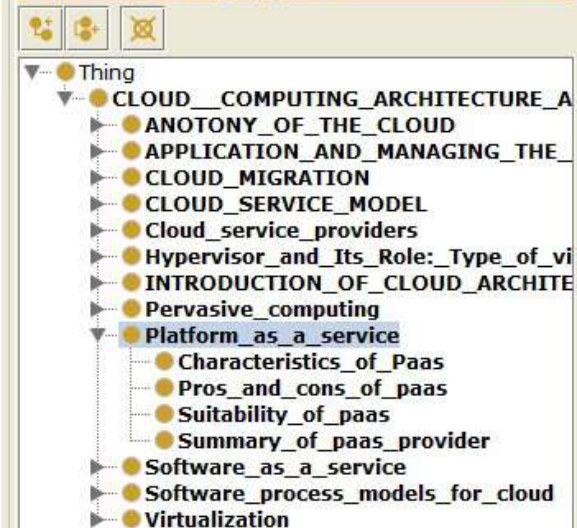 Thing
CLOUD__COMPUTING_ARCHITECTURE_A
ANOTONY_OF_THE_CLOUD
APPLICATION_AND_MANAGING_THE_
CLOUD_MIGRATION
CLOUD_SERVICE_MODEL
Cloud_service_providers
Hypervisor_and_Its_Role:_Type_of_vi
INTRODUCTION_OF_CLOUD_ARCHITE
Pervasive_computing
Platform_as_a_service
Characteristics_of_Paas
Pros_and_cons_of_paas
Suitability_of_paas
Summary_of_paas_provider
Software_as_a_service
Software_process_models_for_cloud
Virtualization